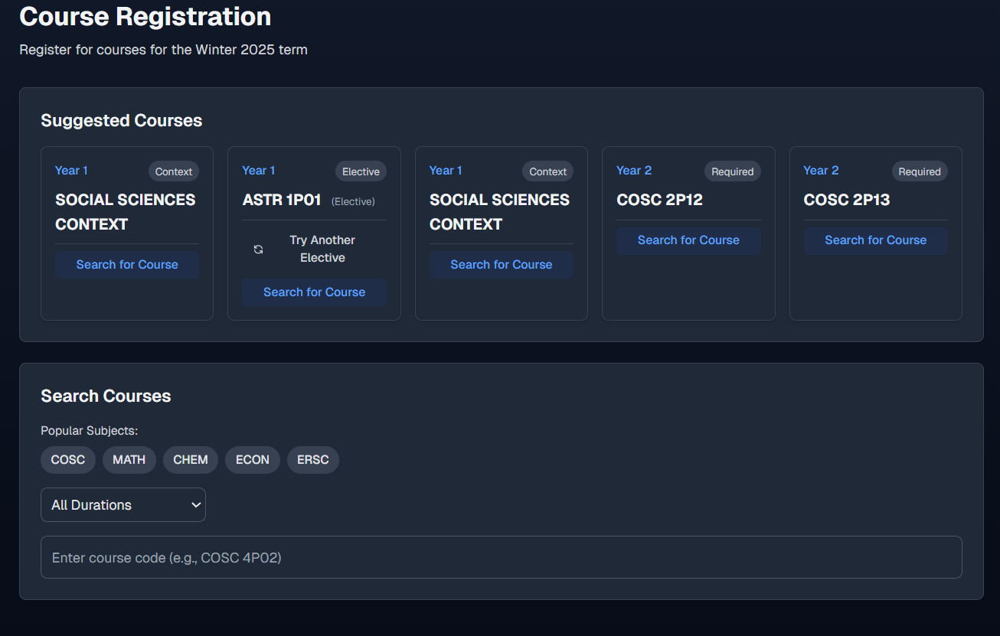 Course Registration
Register for courses for the Winter 2025 term
Suggested Courses
Year 1
Context
SOCIAL SCIENCES
CONTEXT
Search for Course
Year 1
Elective
ASTR 1P01 (Elective)
Try Another
Elective
Search for Course
Year 1
Context
SOCIAL SCIENCES
CONTEXT
Search for Course
Year 2
Required
COSC 2P12
Search for Course
Year 2
Required
COSC 2P13
Search for Course
Search Courses
Popular Subjects:
COSC MATH CHEM ECON ERSC
All Durations
Enter course code (e.g., COSC 4P02)